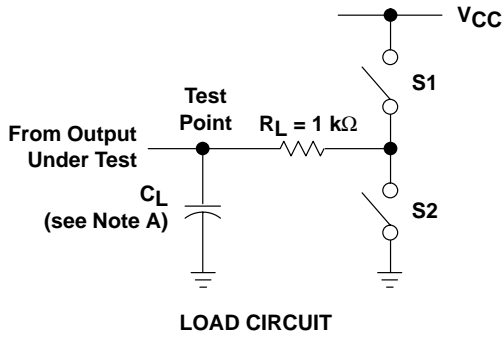 VCC
S1
Test
Point
RL = 1 kΩ
From Output
Under Test
CL
(see Note A)
S2
LOAD CIRCUIT